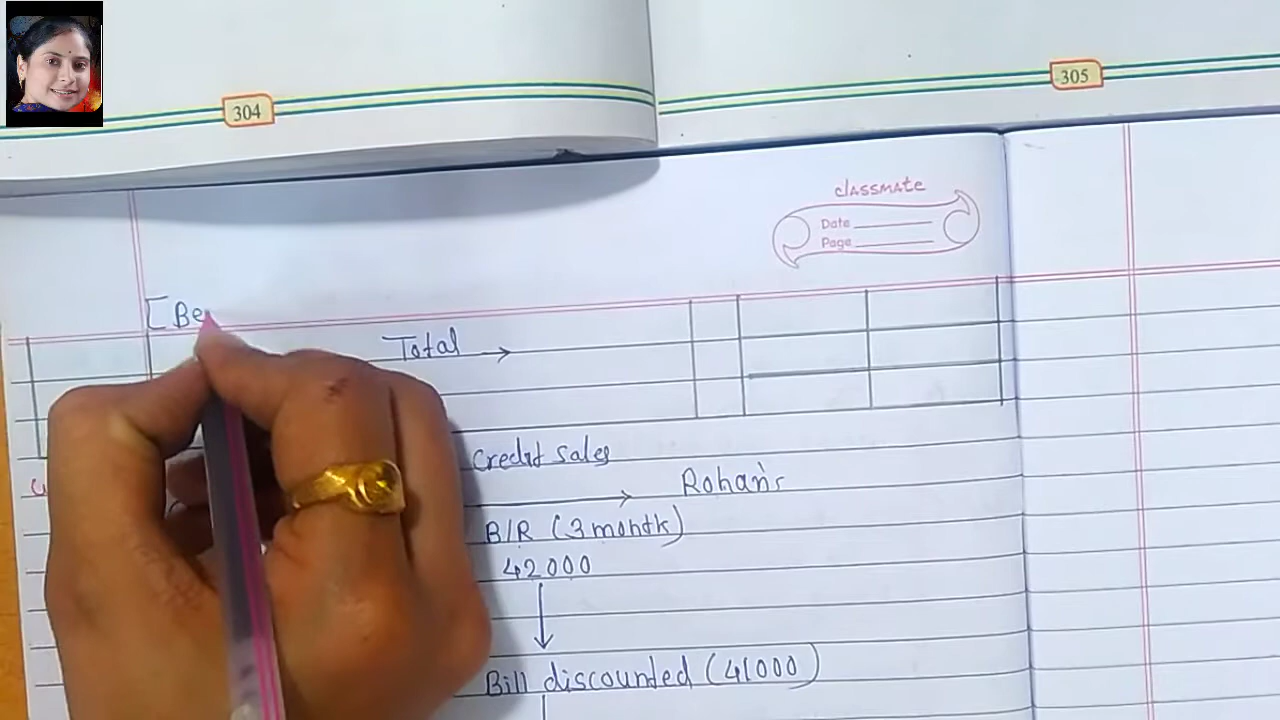 304
305
classmate
Date
Page
[Be
Total
Credit sales
Rohan's
B/R (3 month)
42000
Bill discounted (41000)